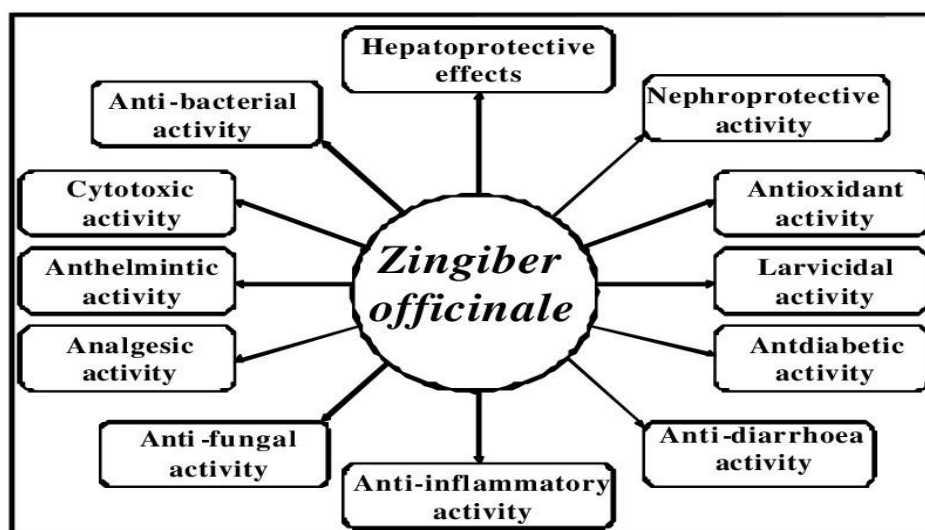 Hepatoprotective
effects
Anti-bacterial
activity
Nephroprotective
activity
Cytotoxic
activity
Antioxidant
activity
Zingiber
officinale
Anthelmintic
activity
Larvicidal
activity
Analgesic
activity
Antdiabetic
activity
Anti-fungal
activity
Anti-diarrhoea
activity
Anti-inflammatory
activity